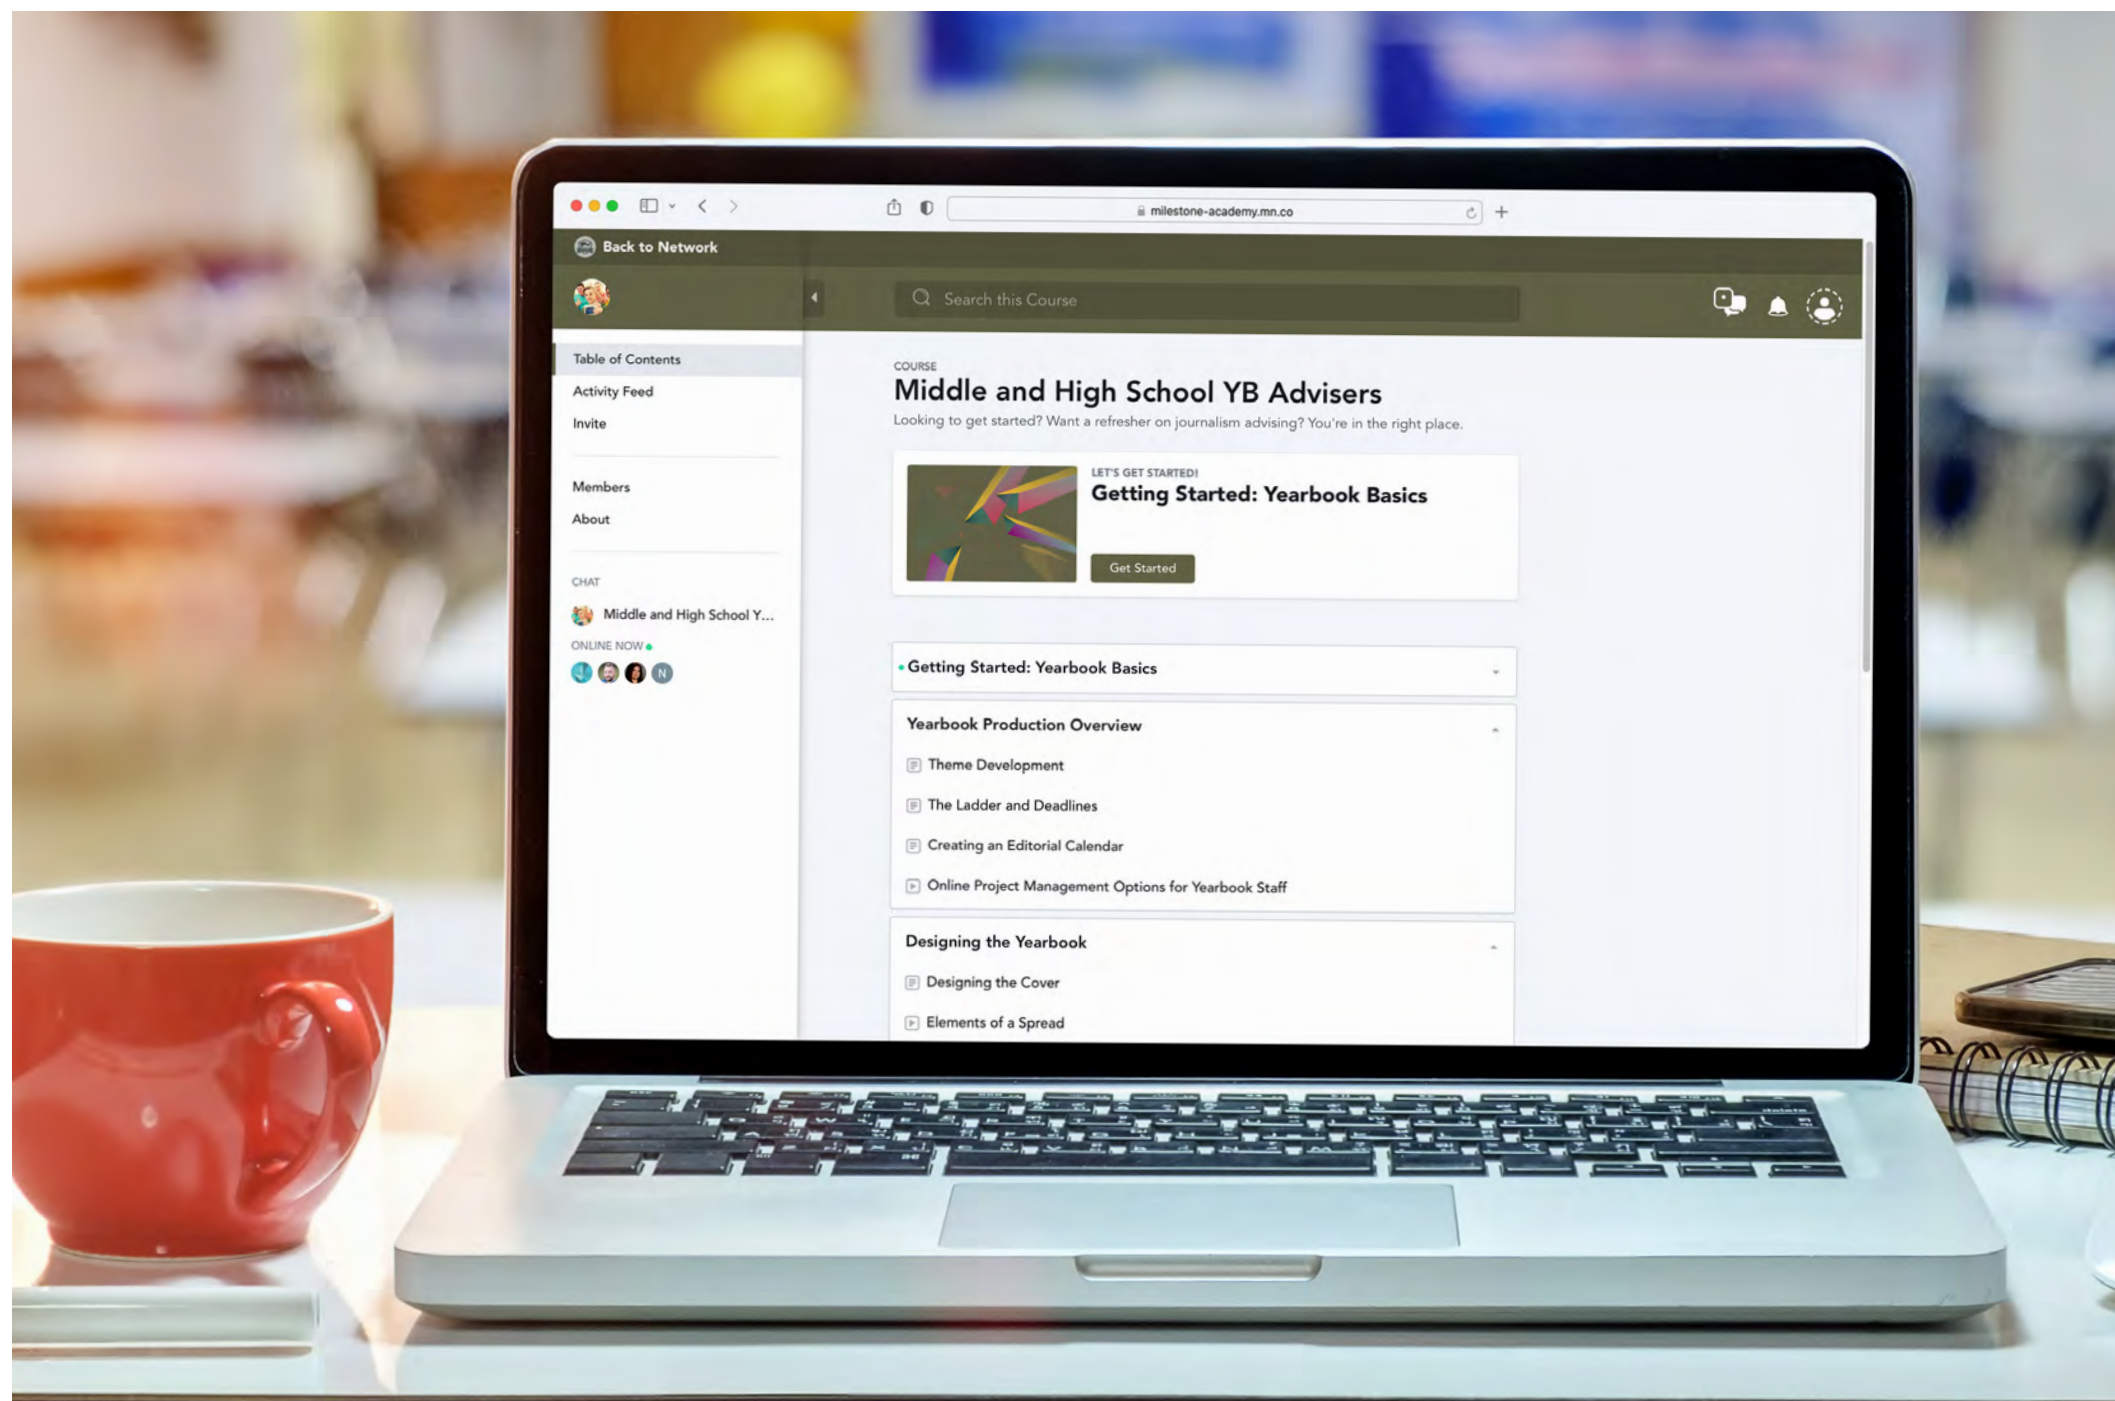 milestone-academy.mn.co
Back to Network
Search this Course
Table of Contents
Activity Feed
Invite
Members
About
CHAT
Middle and High School Y...
ONLINE NOW
N
COURSE
Middle and High School YB Advisers
Looking to get started? Want a refresher on journalism advising? You're in the right place.
LET'S GET STARTED!
Getting Started: Yearbook Basics
Get Started
Getting Started: Yearbook Basics
Yearbook Production Overview
Theme Development
The Ladder and Deadlines
Creating an Editorial Calendar
Online Project Management Options for Yearbook Staff
Designing the Yearbook
Designing the Cover
Elements of a Spread
delete